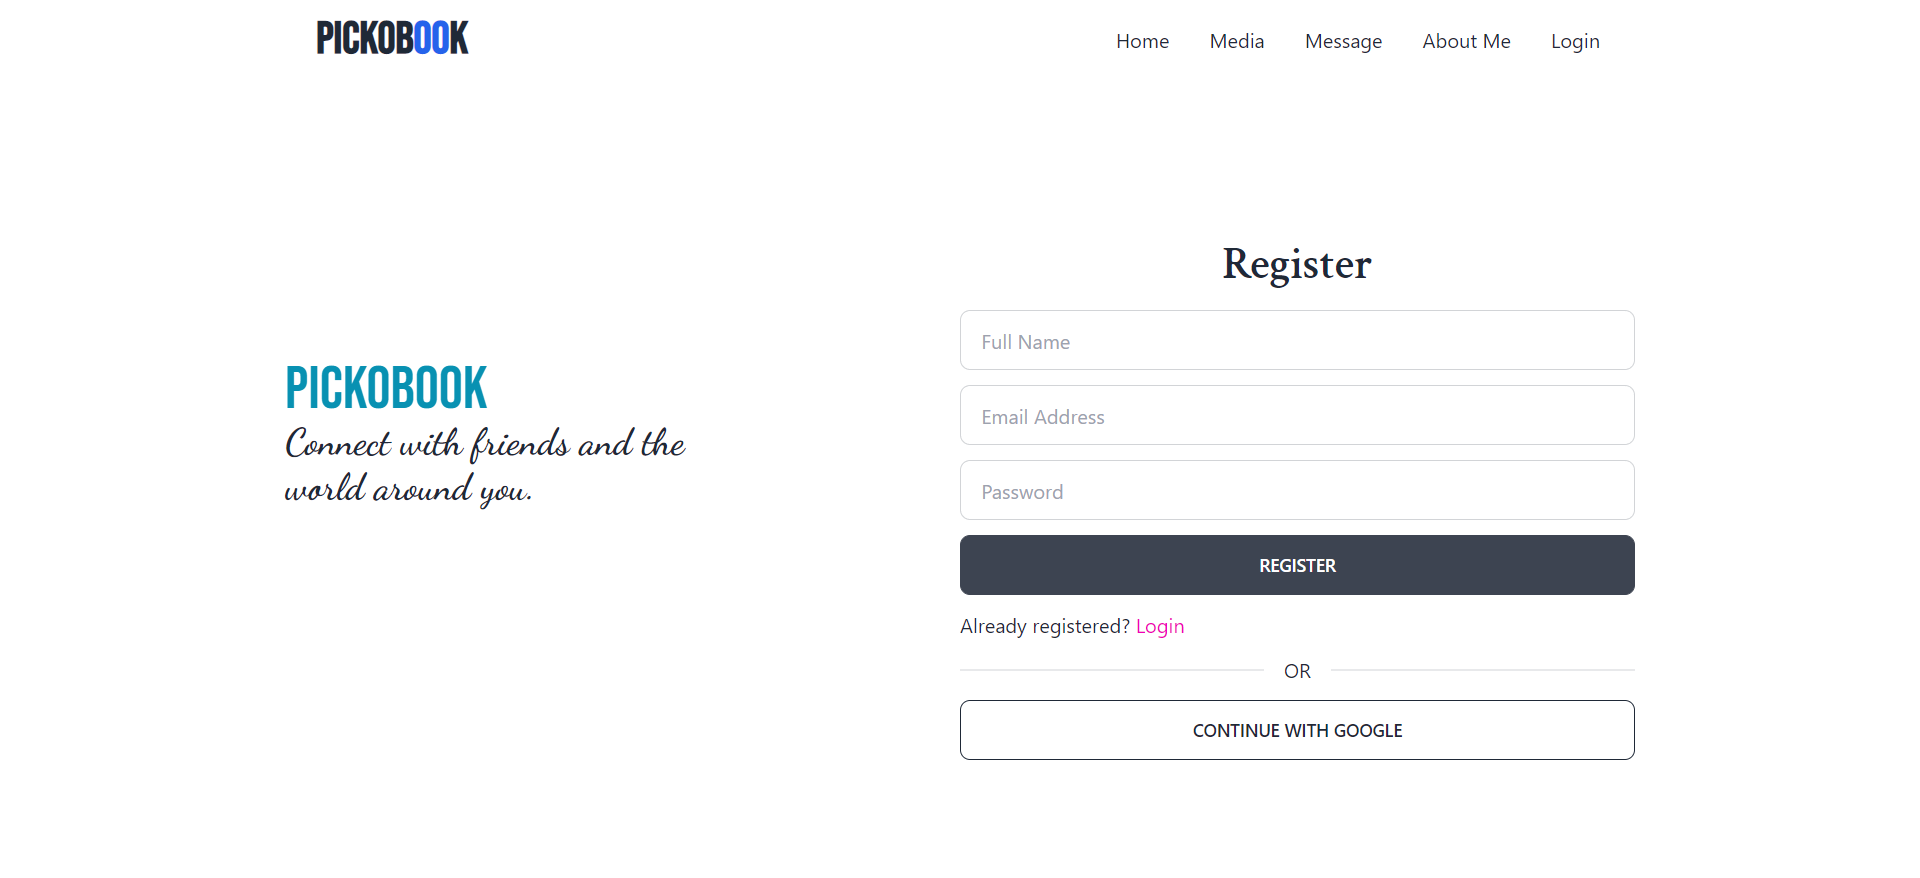 PICKOBOOK
Home
Media
Message
About Me
Login
PICKOBOOK
Connect with friends and the
world around you.
Register
Full Name
Email Address
Password
REGISTER
Already registered? Login
OR
CONTINUE WITH GOOGLE